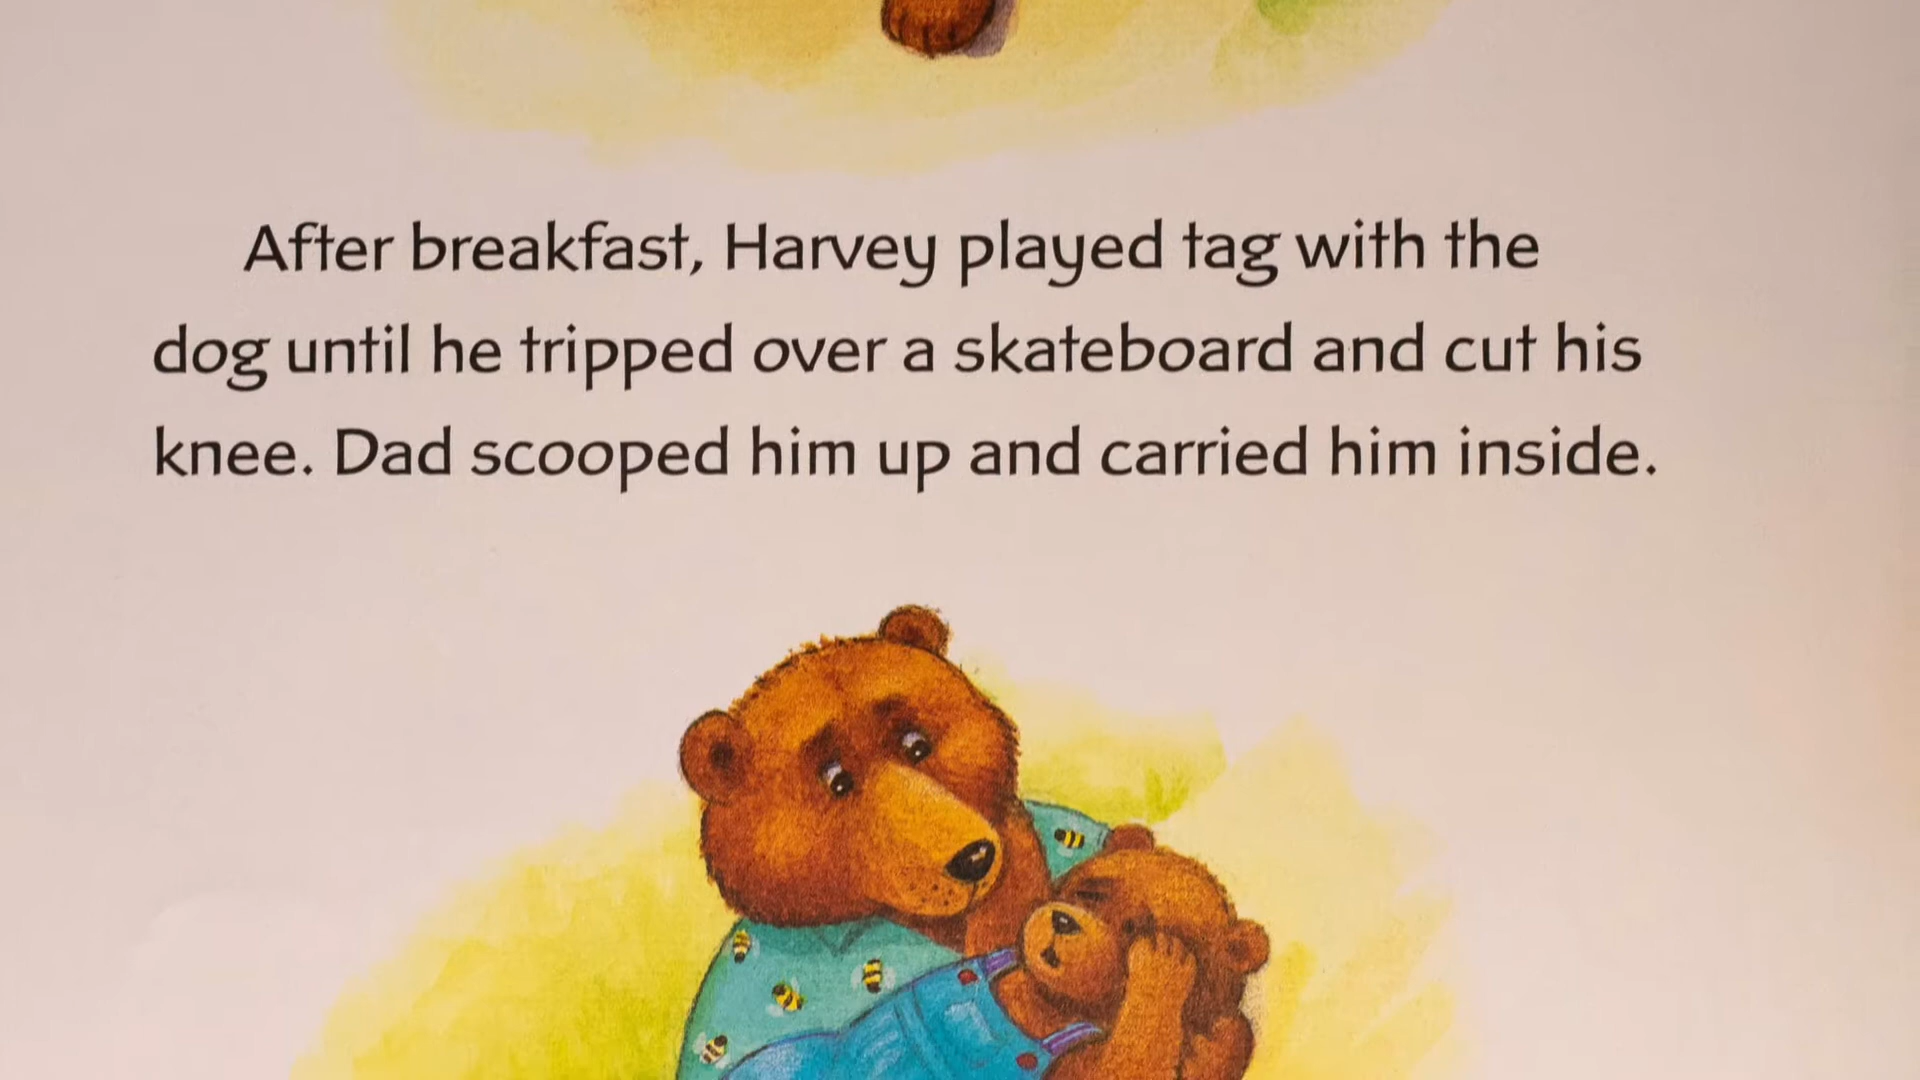 After breakfast, Harvey played tag with the
dog until he tripped over a skateboard and cut his
knee. Dad scooped him up and carried him inside.